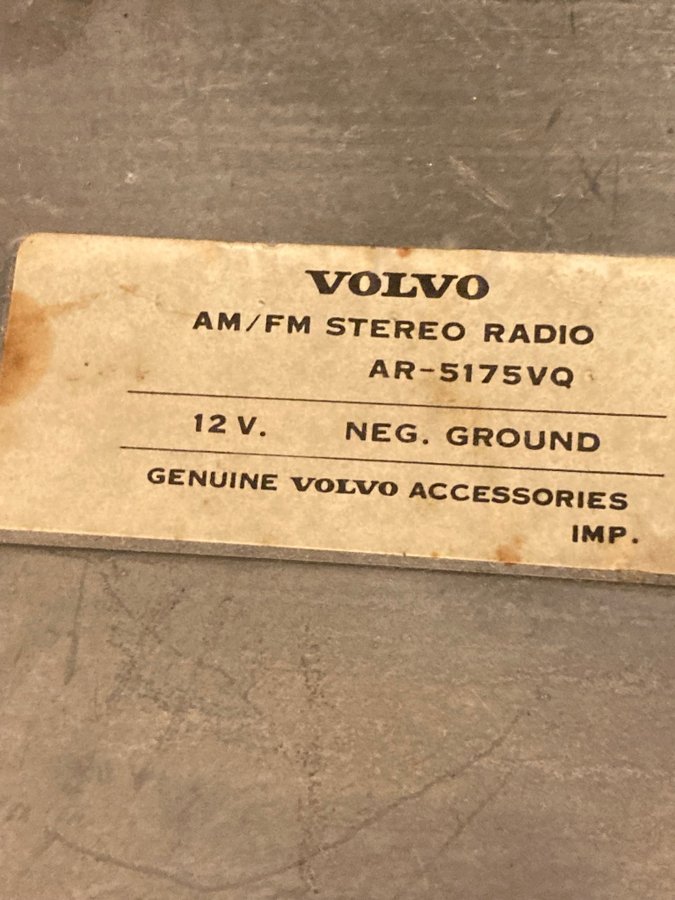 VOLVO
AM/FM STEREO RADIO
AR-5175VQ
12 V. NEG. GROUND
GENUINE VOLVO ACCESSORIES
IMP.